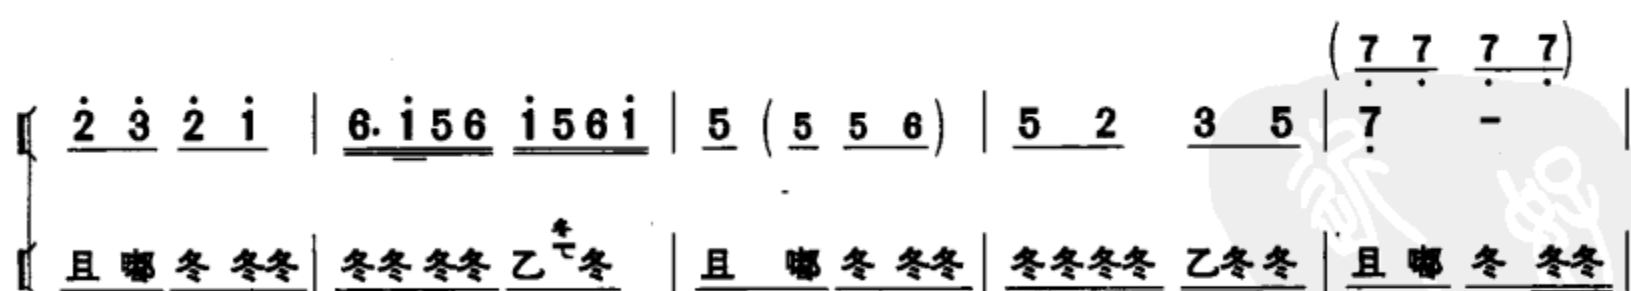 (7 7 7 7)
2 3 2 1 | 6. 1 5 6 1 5 6 1 | 5 (5 5 6) | 5 2 3 5 | 7 - |
且 嘟 冬 冬冬 | 冬冬 冬冬 乙 冬 冬 | 且 嘟 冬 冬冬 | 冬冬冬冬 乙冬冬 | 且 嘟 冬 冬冬 |